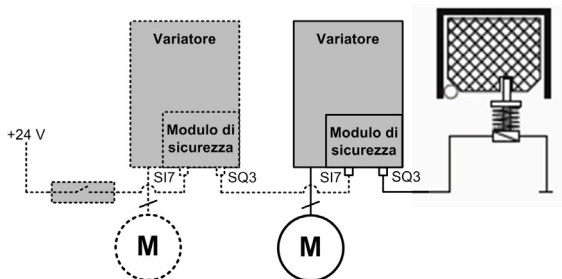 Variatore
Modulo di
sicurezza
Variatore
Modulo di
sicurezza
+24 V
SI7
SQ3
SI7
SQ3
M
M